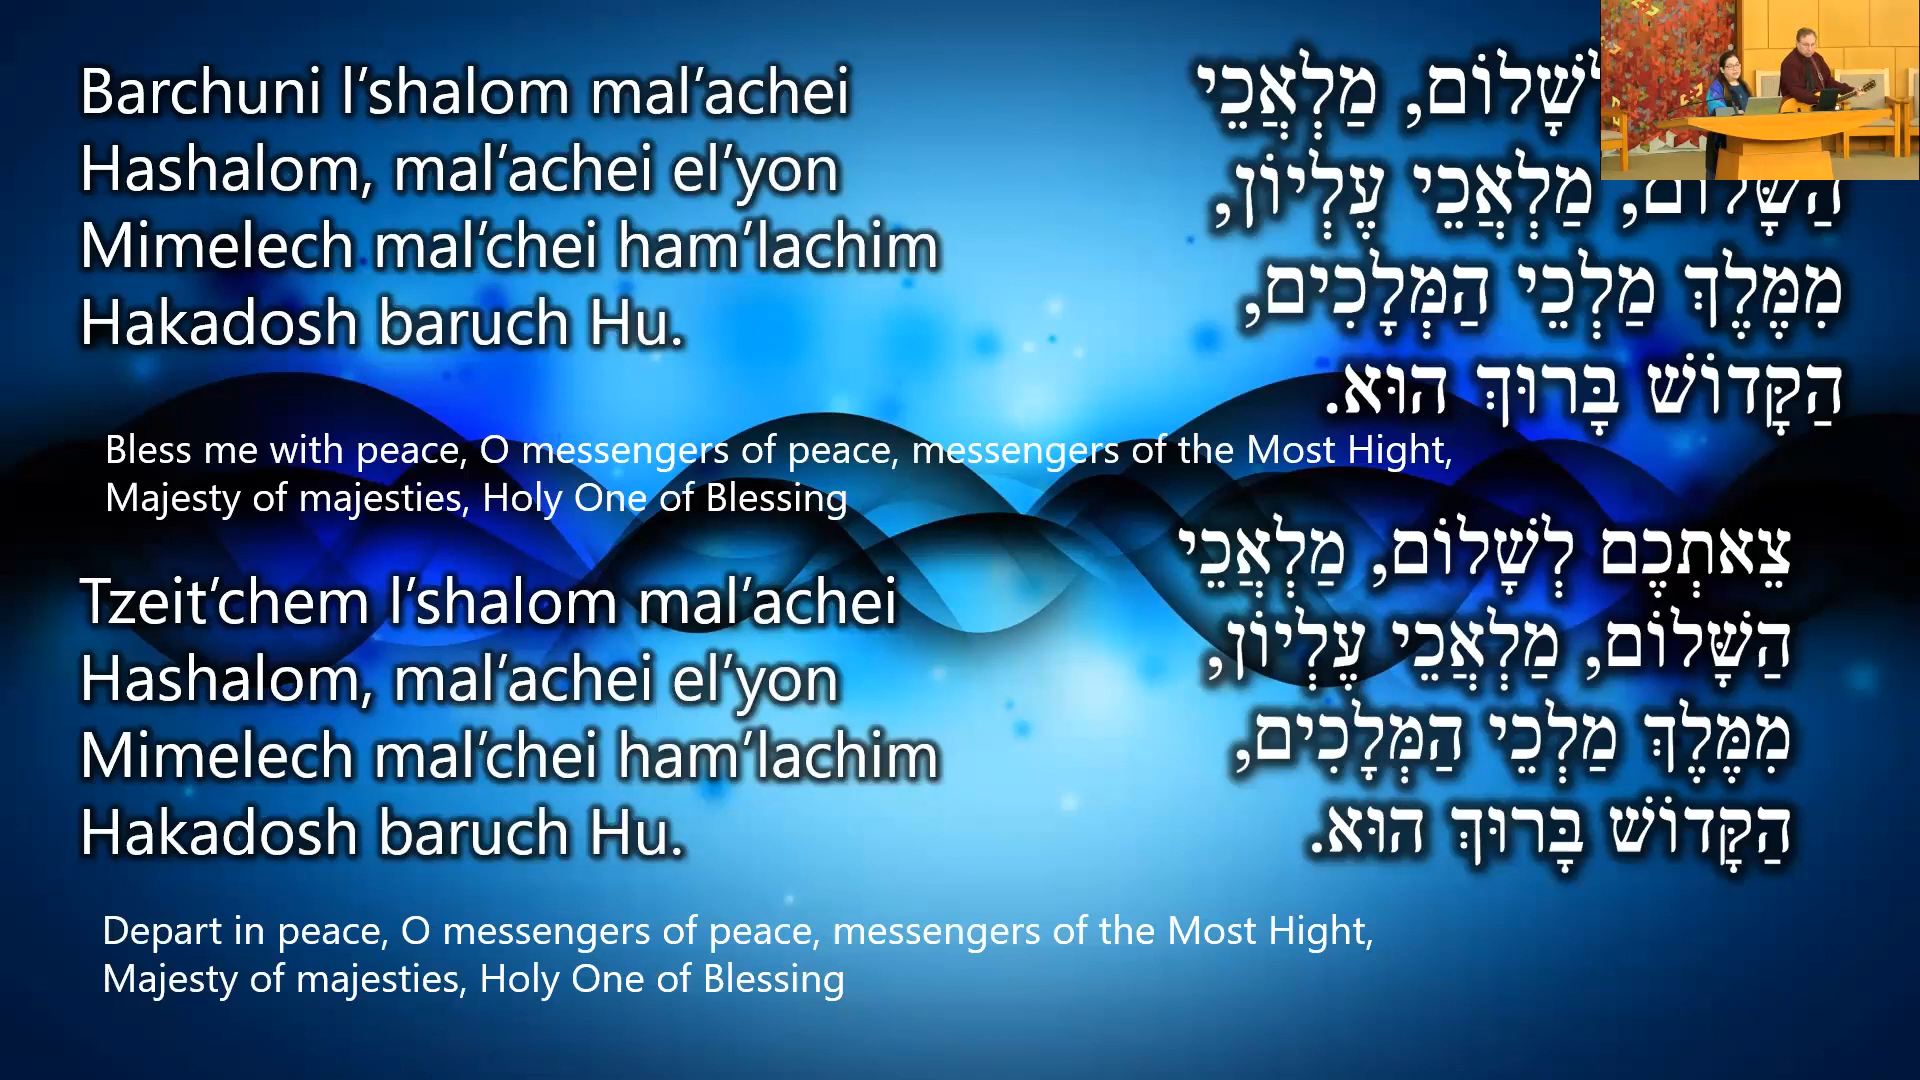 Barchuni l’shalom mal’achei
Hashalom, mal’achei el’yon
Mimelech mal’chei ham’lachim
Hakadosh baruch Hu.
לְשָׁלוֹם, מַלְאֲכֵי
הַשָּׁלוֹם, מַלְאֲכֵי עֶלְיוֹן,
מִמֶּלֶךְ מַלְכֵי הַמְּלָכִים,
הַקָּדוֹשׁ בָּרוּךְ הוּא.
Bless me with peace, O messengers of peace, messengers of the Most Hight,
Majesty of majesties, Holy One of Blessing
Tzeit’chem l’shalom mal’achei
Hashalom, mal’achei el’yon
Mimelech mal’chei ham’lachim
Hakadosh baruch Hu.
צֵאתְכֶם לְשָׁלוֹם, מַלְאֲכֵי
הַשָּׁלוֹם, מַלְאֲכֵי עֶלְיוֹן,
מִמֶּלֶךְ מַלְכֵי הַמְּלָכִים,
הַקָּדוֹשׁ בָּרוּךְ הוּא.
Depart in peace, O messengers of peace, messengers of the Most Hight,
Majesty of majesties, Holy One of Blessing